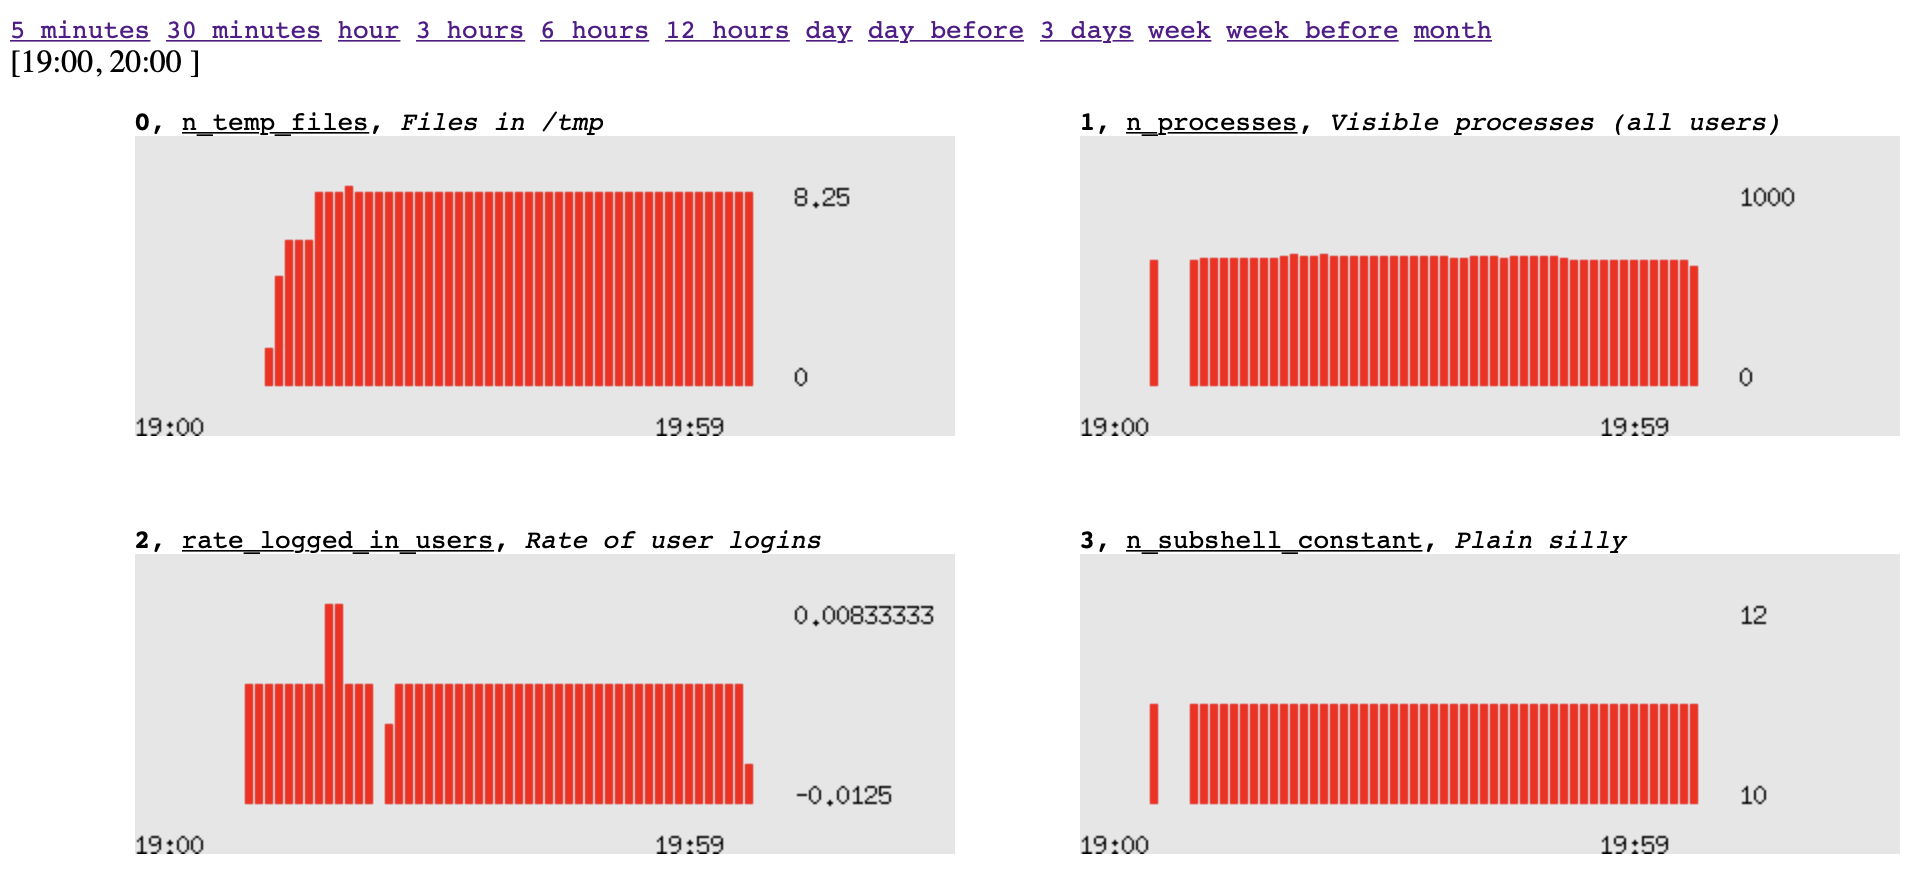 5 minutes 30 minutes hour 3 hours 6 hours 12 hours day day before 3 days week week before month
[19:00, 20:00 ]
0, n_temp_files, Files in /tmp
8.25
0
19:00 19:59
1, n_processes, Visible processes (all users)
1000
0
19:00 19:59
2, rate_logged_in_users, Rate of user logins
0.00833333
-0.0125
19:00 19:59
3, n_subshell_constant, Plain silly
12
10
19:00 19:59